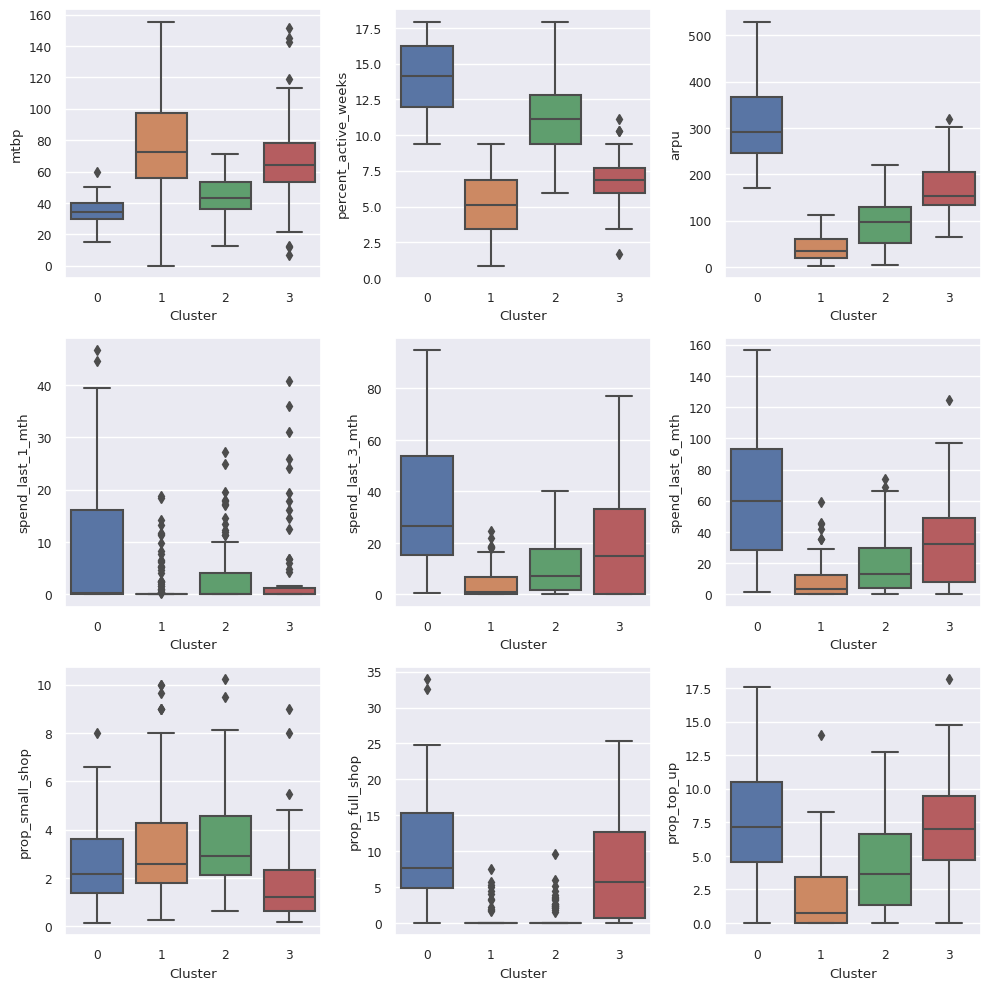 mtbp
160
140
120
100
80
60
40
20
0
0 1 2 3
Cluster
percent_active_weeks
17.5
15.0
12.5
10.0
7.5
5.0
2.5
0.0
0 1 2 3
Cluster
arpu
500
400
300
200
100
0
0 1 2 3
Cluster
spend_last_1_mth
40
30
20
10
0
0 1 2 3
Cluster
spend_last_3_mth
80
60
40
20
0
0 1 2 3
Cluster
spend_last_6_mth
160
140
120
100
80
60
40
20
0
0 1 2 3
Cluster
prop_small_shop
10
8
6
4
2
0
0 1 2 3
Cluster
prop_full_shop
35
30
25
20
15
10
5
0
0 1 2 3
Cluster
prop_top_up
17.5
15.0
12.5
10.0
7.5
5.0
2.5
0.0
0 1 2 3
Cluster